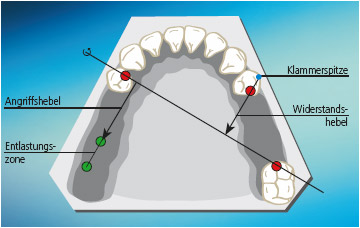 Klammerspitze
Angriffshebel
Widerstands-
hebel
Entlastungs-
zone